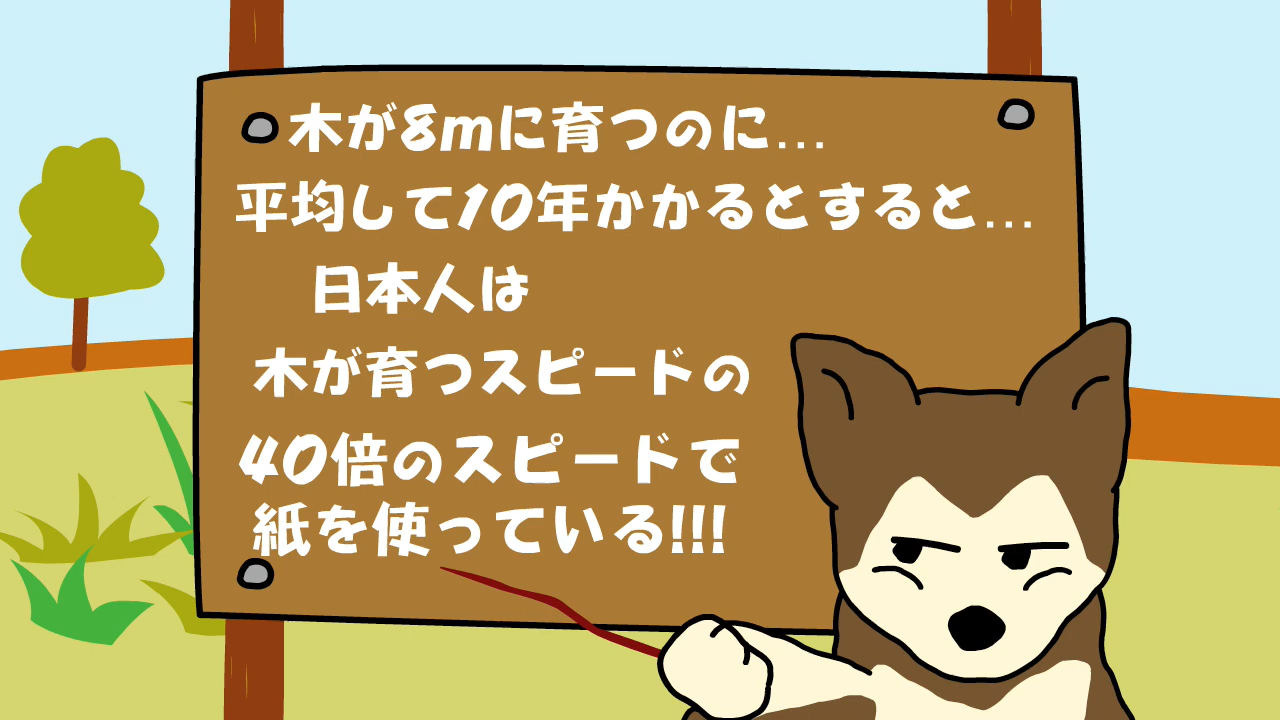 木が8mに育つのに…
平均して10年かかるとすると…
日本人は
木が育つスピードの
40倍のスピードで
紙を使っている!!!